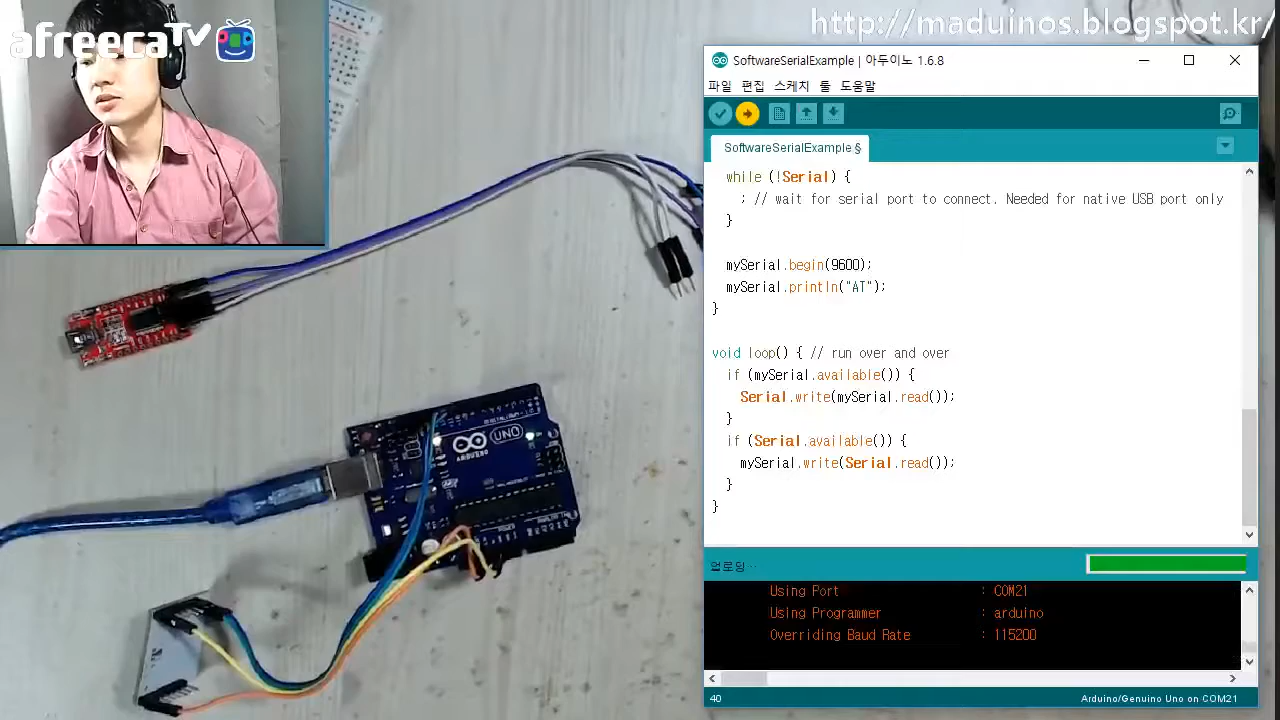 afreecaTV
http://maduinos.blogspot.kr/
SoftwareSerialExample | 아두이노 1.6.8
파일 편집 스케치 툴 도움말
SoftwareSerialExample §
while (!Serial) {
; // wait for serial port to connect. Needed for native USB port only
}
mySerial.begin(9600);
mySerial.println("AT");
}
void loop() { // run over and over
if (mySerial.available()) {
Serial.write(mySerial.read());
}
if (Serial.available()) {
mySerial.write(Serial.read());
}
}
업로딩…
Using Port : COM21
Using Programmer : arduino
Overriding Baud Rate : 115200
40
Arduino/Genuino Uno on COM21
UNO
ARDUINO